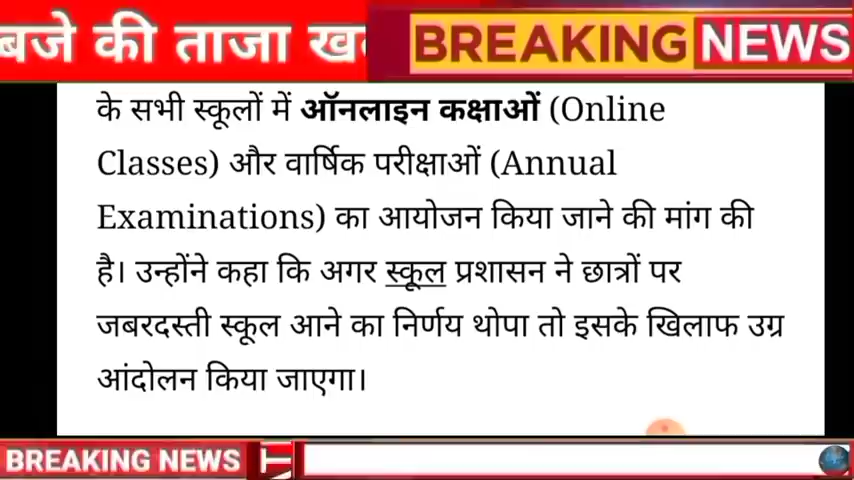 बजे की ताजा
BREAKING NEWS
के सभी स्कूलों में ऑनलाइन कक्षाओं (Online
Classes) और वार्षिक परीक्षाओं (Annual
Examinations) का आयोजन किया जाने की मांग की
है। उन्होंने कहा कि अगर स्कूल प्रशासन ने छात्रों पर
जबरदस्ती स्कूल आने का निर्णय थोपा तो इसके खिलाफ उग्र
आंदोलन किया जाएगा।
BREAKING NEWS